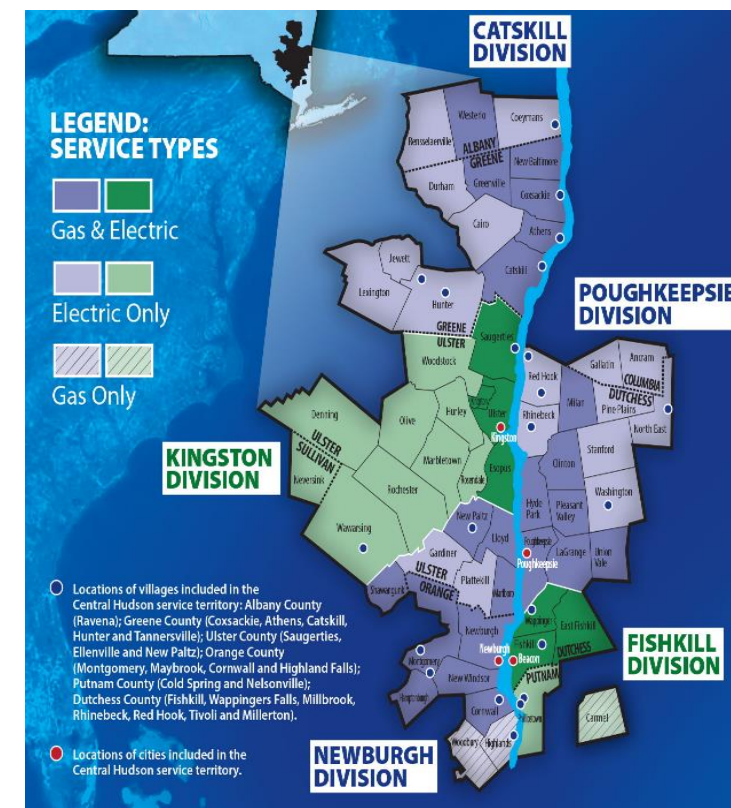 CATSKILL
DIVISION
LEGEND:
SERVICE TYPES
Gas & Electric
Electric Only
Gas Only
Westerlo
Coeymans
Rensselaerville
ALBANY
GREENE
New Baltimore
Durham
Greenville
Coxsackie
Cairo
Athens
Catskill
Jewett
Lexington
Hunter
GREENE
ULSTER
POUGHKEEPSIE
DIVISION
Saugerties
Woodstock
Gallatin
Ancram
COLUMBIA
DUTCHESS
Red Hook
Milan
Pine Plains
North East
Rhinebeck
Denning
Olive
Hurley
Ulster
Kingston
Stanford
ULSTER
SULLIVAN
KINGSTON
DIVISION
Marbletown
Esopus
Clinton
Neversink
Rochester
Rosendale
Washington
Hyde
Park
Pleasant
Valley
Wawarsing
New Paltz
Lloyd
Gardiner
Poughkeepsie
Poughkeepsie
LaGrange
Union
Vale
ULSTER
ORANGE
Plattekill
Marlboro
Shawangunk
Wappinger
East Fishkill
Newburgh
Fishkill
DUTCHESS
FISHKILL
DIVISION
Newburgh
Beacon
Montgomery
PUTNAM
New Windsor
Hamptonburgh
Cornwall
Philipstown
Carmel
Woodbury
Highlands
NEWBURGH
DIVISION
Locations of villages included in the
Central Hudson service territory: Albany County
(Ravena); Greene County (Coxsackie, Athens, Catskill,
Hunter and Tannersville); Ulster County (Saugerties,
Ellenville and New Paltz); Orange County
(Montgomery, Maybrook, Cornwall and Highland Falls);
Putnam County (Cold Spring and Nelsonville);
Dutchess County (Fishkill, Wappingers Falls, Millbrook,
Rhinebeck, Red Hook, Tivoli and Millerton).
Locations of cities included in the
Central Hudson service territory.